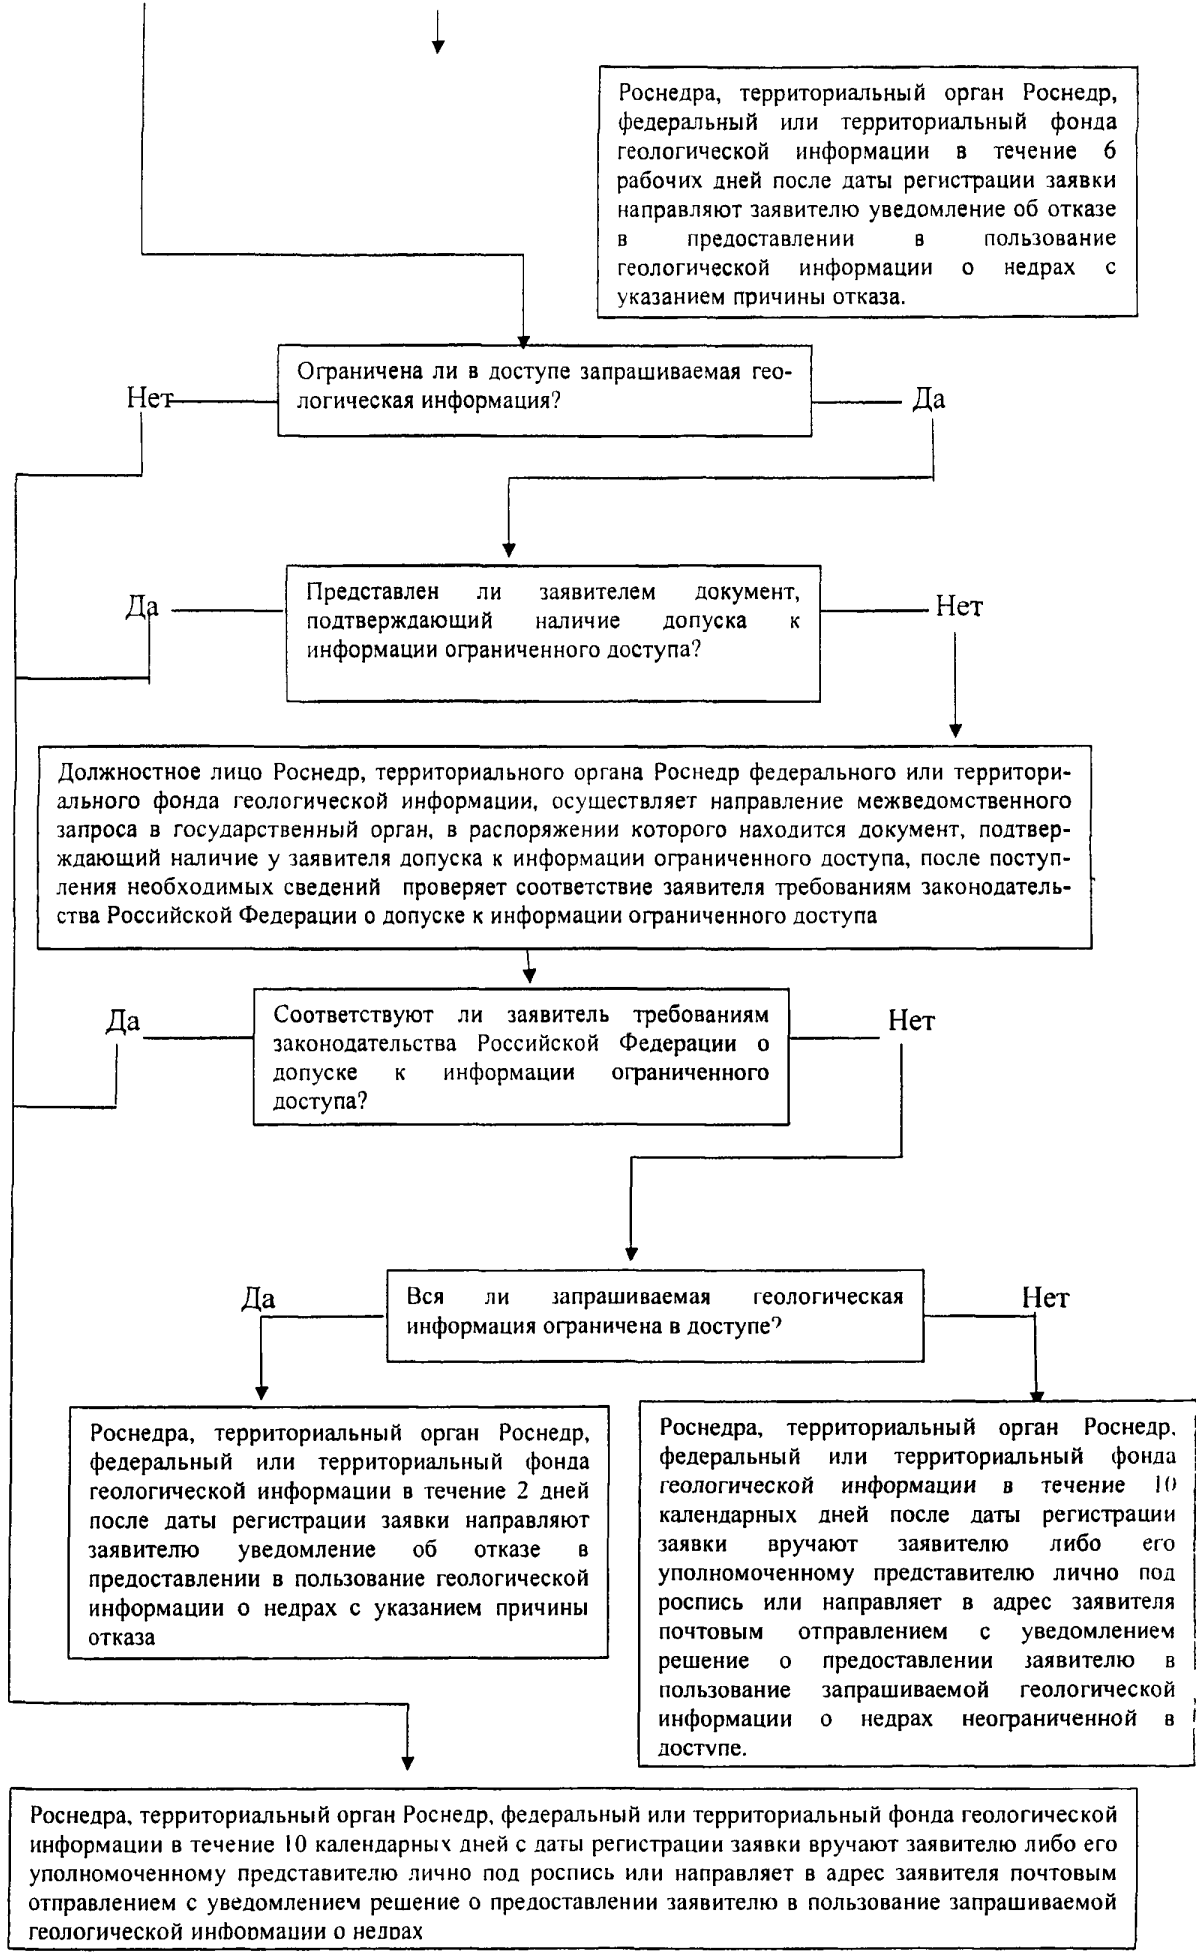 Роснедра, территориальный орган Роснедр,
федеральный или территориальный фонда
геологической информации в течение 6
рабочих дней после даты регистрации заявки
направляют заявителю уведомление об отказе
в предоставлении в пользование
геологической информации о недрах с
указанием причины отказа.
Ограничена ли в доступе запрашиваемая гео-
логическая информация?
Нет
Да
Представлен ли заявителем документ,
подтверждающий наличие допуска к
информации ограниченного доступа?
Да
Нет
Должностное лицо Роснедр, территориального органа Роснедр федерального или территори-
ального фонда геологической информации, осуществляет направление межведомственного
запроса в государственный орган, в распоряжении которого находится документ, подтвер-
ждающий наличие у заявителя допуска к информации ограниченного доступа, после поступ-
ления необходимых сведений проверяет соответствие заявителя требованиям законодатель-
ства Российской Федерации о допуске к информации ограниченного доступа
Да
Соответствуют ли заявитель требованиям
законодательства Российской Федерации о
допуске к информации ограниченного
доступа?
Нет
Да
Вся ли запрашиваемая геологическая
информация ограничена в доступе?
Нет
Роснедра, территориальный орган Роснедр,
федеральный или территориальный фонда
геологической информации в течение 2 дней
после даты регистрации заявки направляют
заявителю уведомление об отказе в
предоставлении в пользование геологической
информации о недрах с указанием причины
отказа
Роснедра, территориальный орган Роснедр,
федеральный или территориальный фонда
геологической информации в течение 10
календарных дней после даты регистрации
заявки вручают заявителю либо его
уполномоченному представителю лично под
роспись или направляет в адрес заявителя
почтовым отправлением с уведомлением
решение о предоставлении заявителю в
пользование запрашиваемой геологической
информации о недрах неограниченной в
доступе.
Роснедра, территориальный орган Роснедр, федеральный или территориальный фонда геологической
информации в течение 10 календарных дней с даты регистрации заявки вручают заявителю либо его
уполномоченному представителю лично под роспись или направляет в адрес заявителя почтовым
отправлением с уведомлением решение о предоставлении заявителю в пользование запрашиваемой
геологической информации о недрах